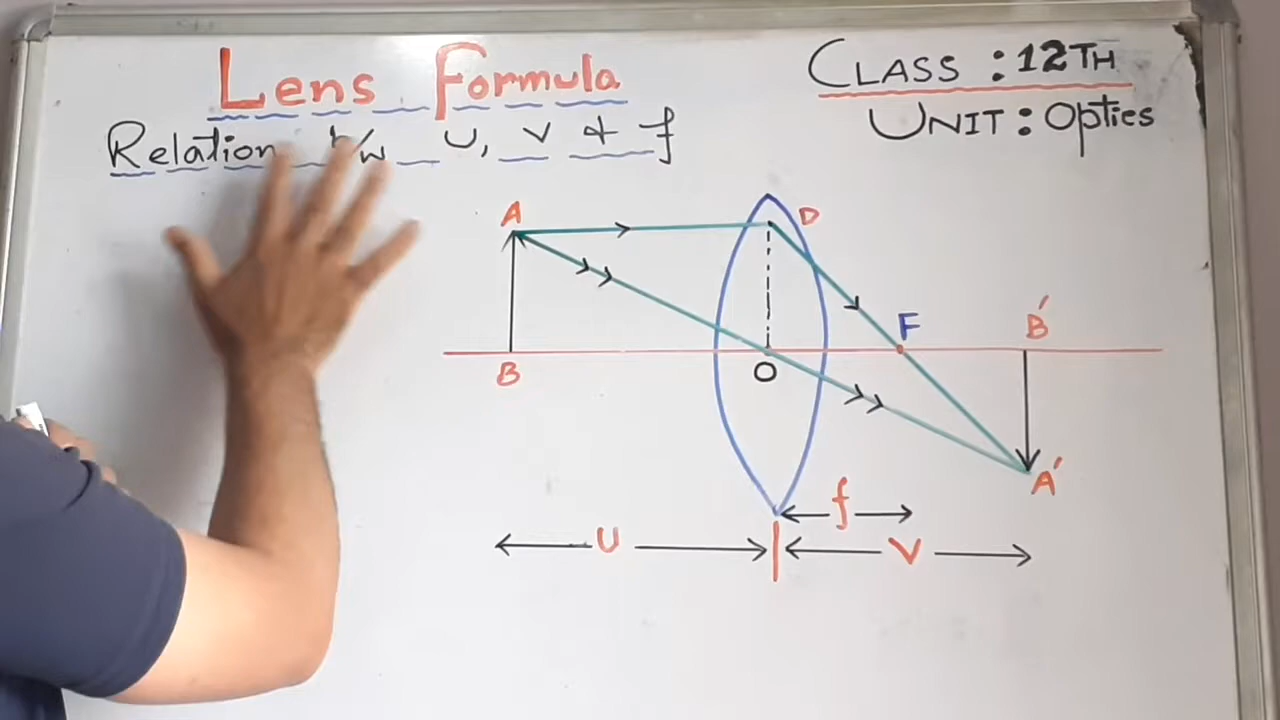 Lens Formula
Relation b/w U, V & f
CLASS : 12TH
UNIT : Optics
A
D
F
B'
B
O
A'
f
U
V